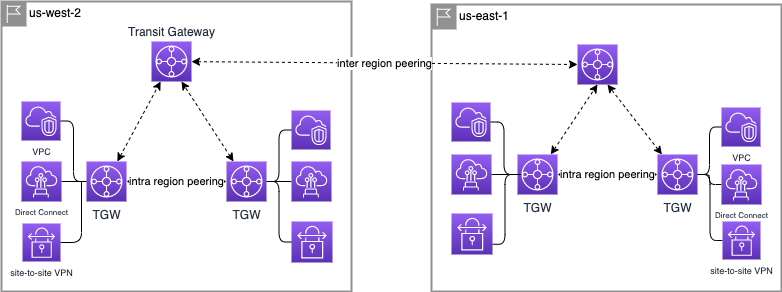 us-west-2
us-east-1
Transit Gateway
inter region peering
VPC
Direct Connect
site-to-site VPN
TGW
intra region peering
TGW
TGW
intra region peering
TGW
VPC
Direct Connect
site-to-site VPN